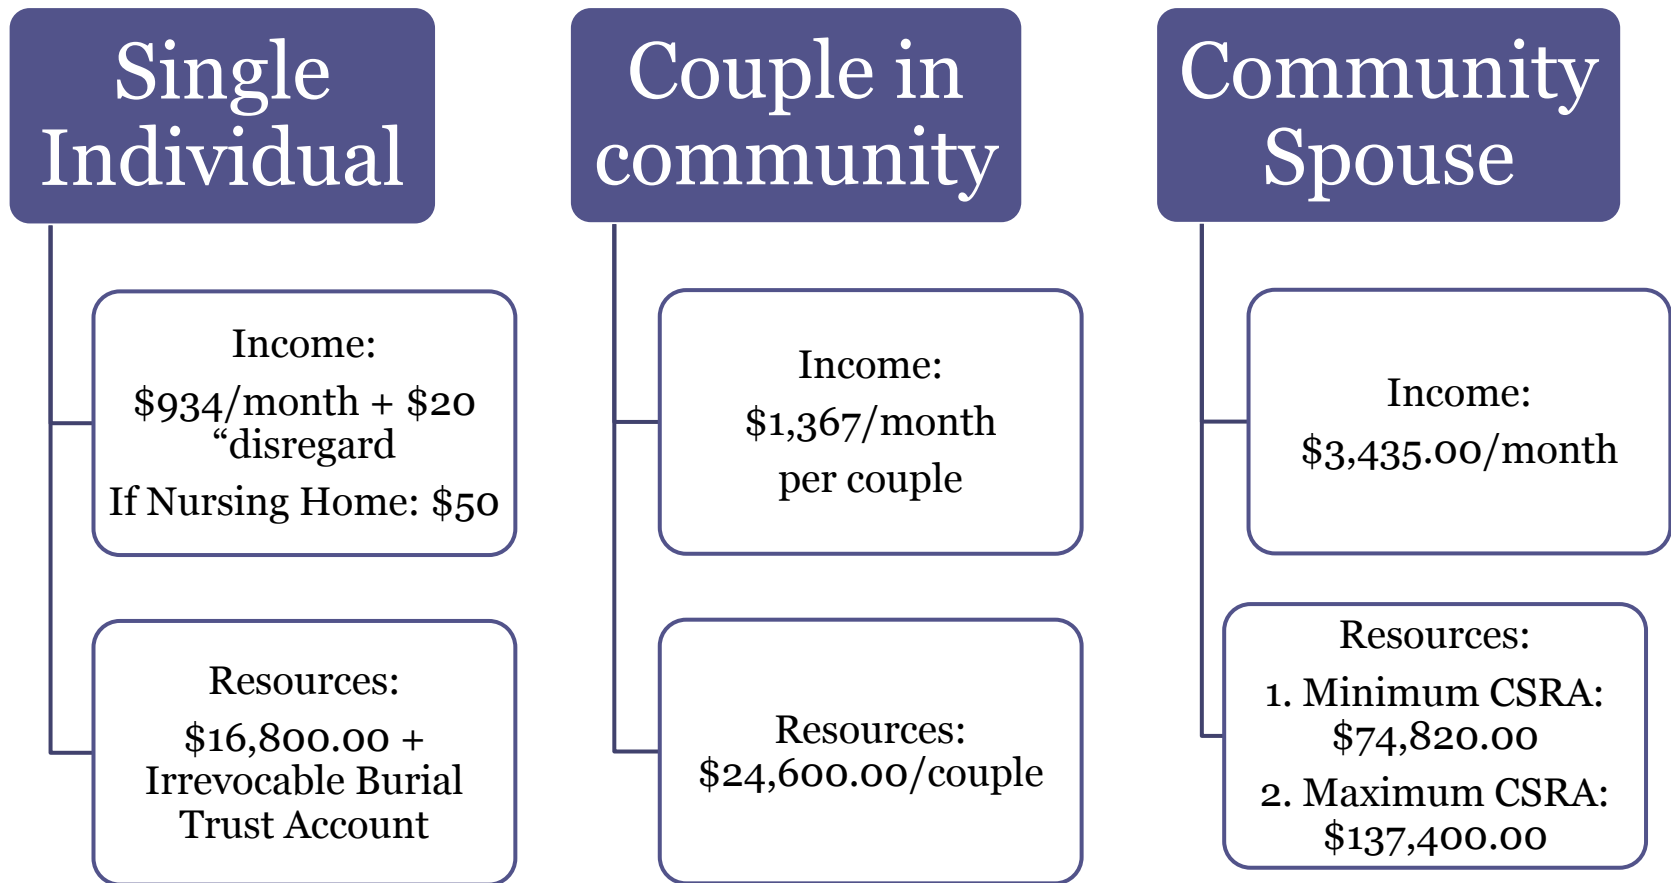 Single
Individual
Income:
$934/month + $20
“disregard
If Nursing Home: $50
Resources:
$16,800.00 +
Irrevocable Burial
Trust Account
Couple in
community
Income:
$1,367/month
per couple
Resources:
$24,600.00/couple
Community
Spouse
Income:
$3,435.00/month
Resources:
1. Minimum CSRA:
$74,820.00
2. Maximum CSRA:
$137,400.00